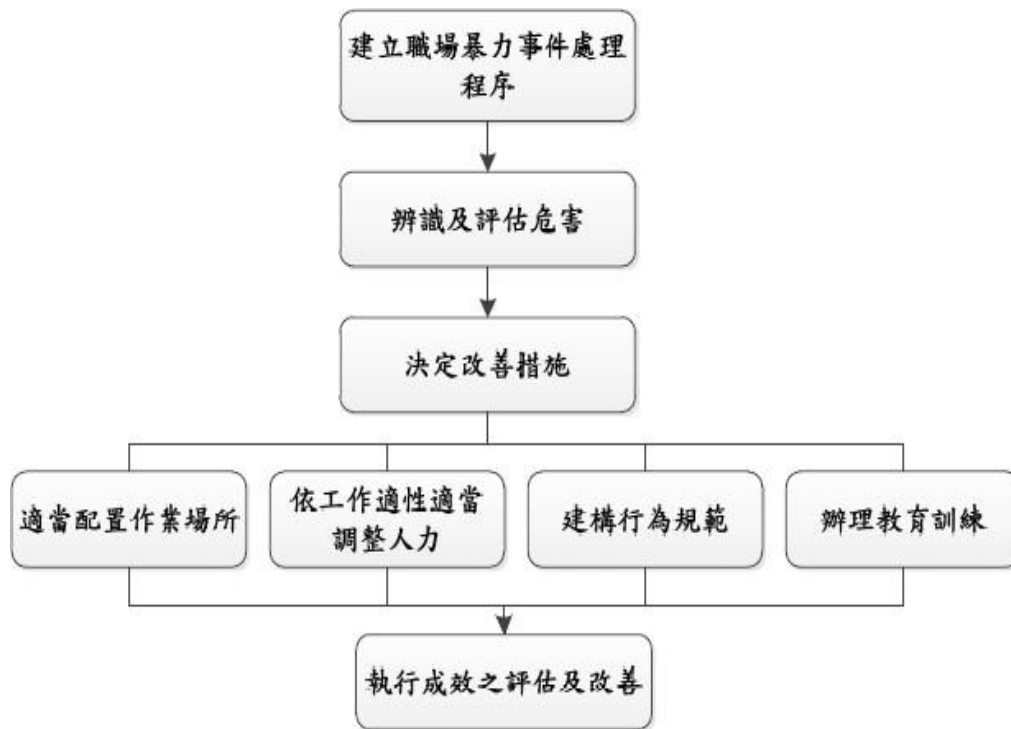 建立職場暴力事件處理
程序
辨識及評估危害
決定改善措施
適當配置作業場所
依工作適性適當
調整人力
建構行為規範
辦理教育訓練
執行成效之評估及改善